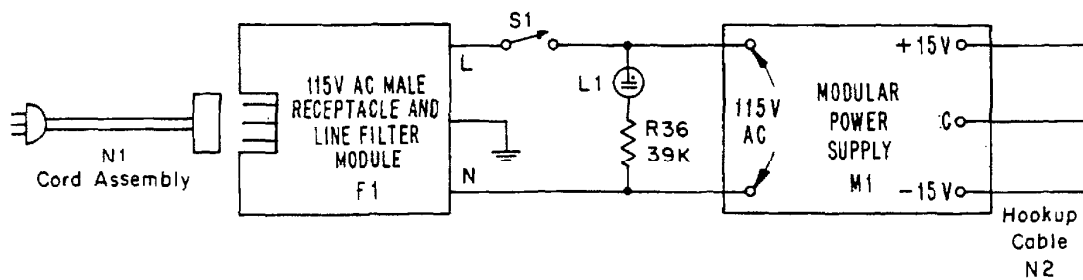 N1
Cord Assembly
115V AC MALE
RECEPTACLE AND
LINE FILTER
MODULE
F1
L
N
S1
L1
R36
39K
115V
AC
MODULAR
POWER
SUPPLY
M1
+15V
C
-15V
Hookup
Cable
N2